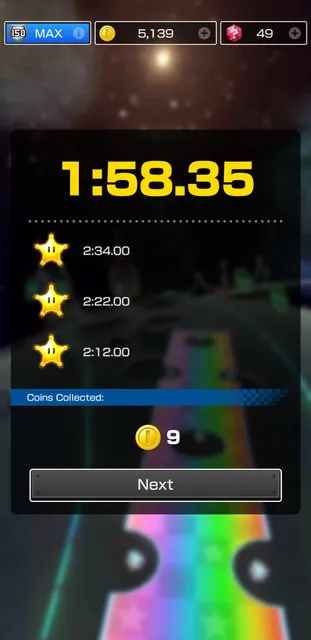 150 MAX i 5,139 + 49 +
1:58.35
2:34.00
2:22.00
2:12.00
Coins Collected:
9
Next